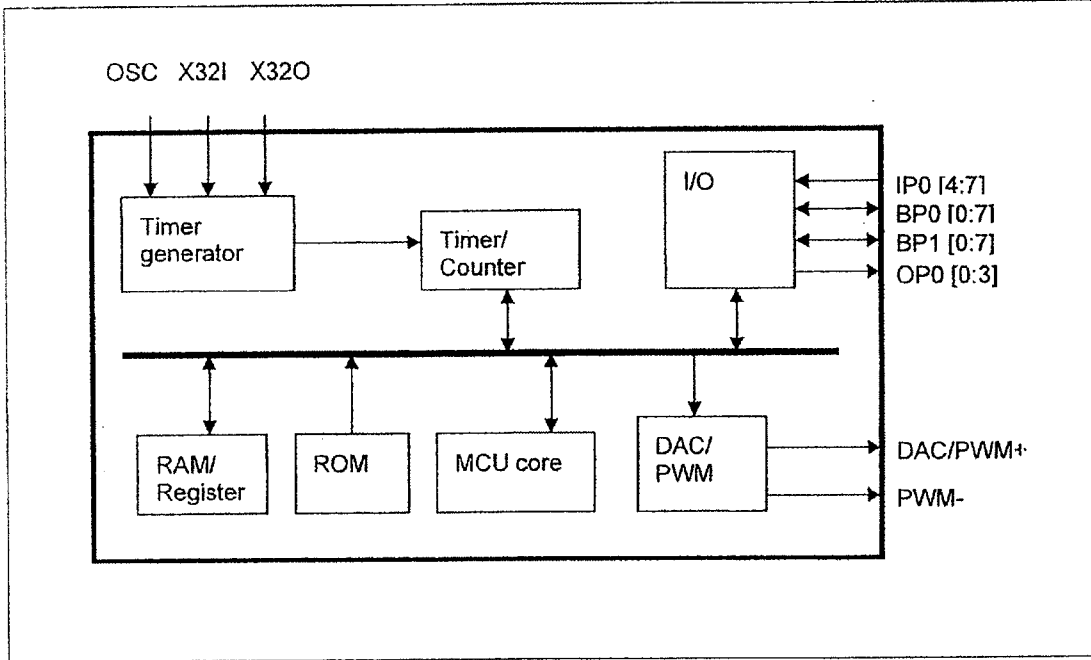 OSC X32I X32O
Timer
generator
Timer/
Counter
I/O
IP0 [4:7]
BP0 [0:7]
BP1 [0:7]
OP0 [0:3]
RAM/
Register
ROM
MCU core
DAC/
PWM
DAC/PWM+
PWM-